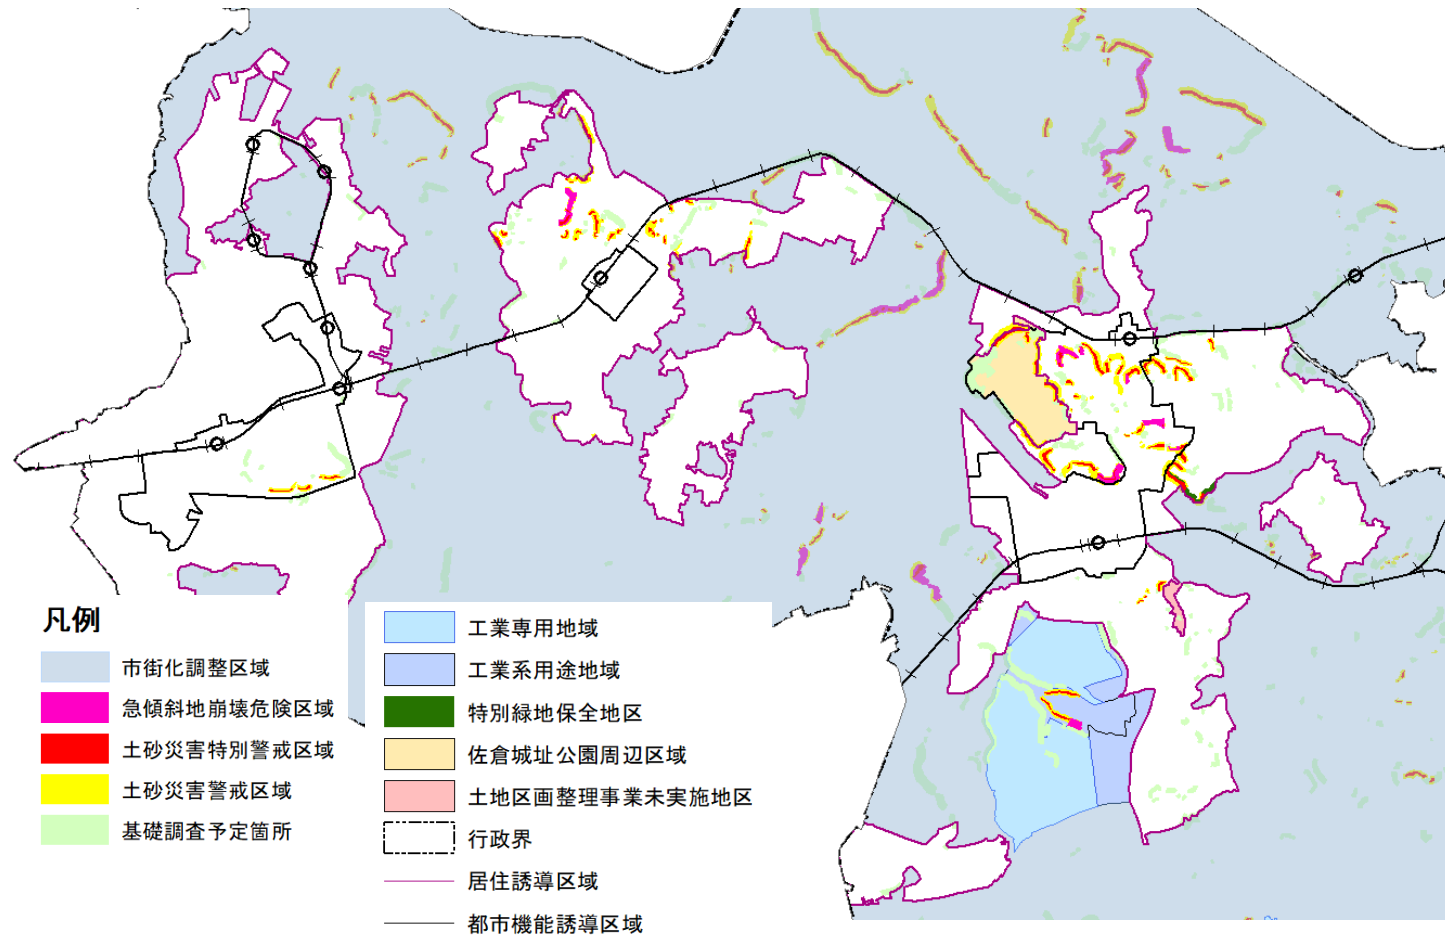 凡例
市街化調整区域
急傾斜地崩壊危険区域
土砂災害特別警戒区域
土砂災害警戒区域
基礎調査予定箇所
工業専用地域
工業系用途地域
特別緑地保全地区
佐倉城址公園周辺区域
土地区画整理事業未実施地区
行政界
居住誘導区域
都市機能誘導区域